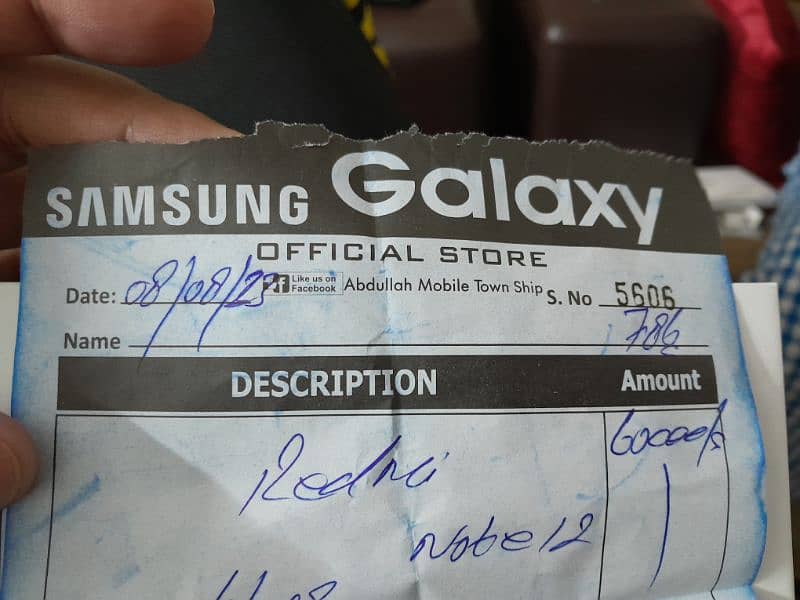 SAMSUNG Galaxy
OFFICIAL STORE
Date: 08/08/23 Like us on Facebook Abdullah Mobile Town Ship S. No 5606
Name 786
DESCRIPTION Amount
Redmi 60000/
Note 12